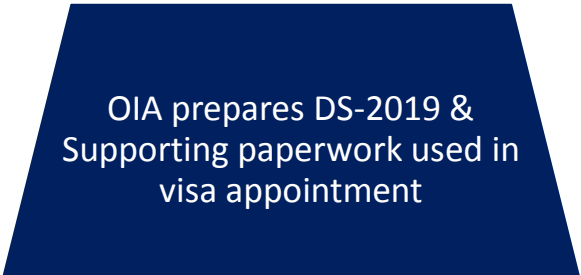 OIA prepares DS-2019 &
Supporting paperwork used in
visa appointment